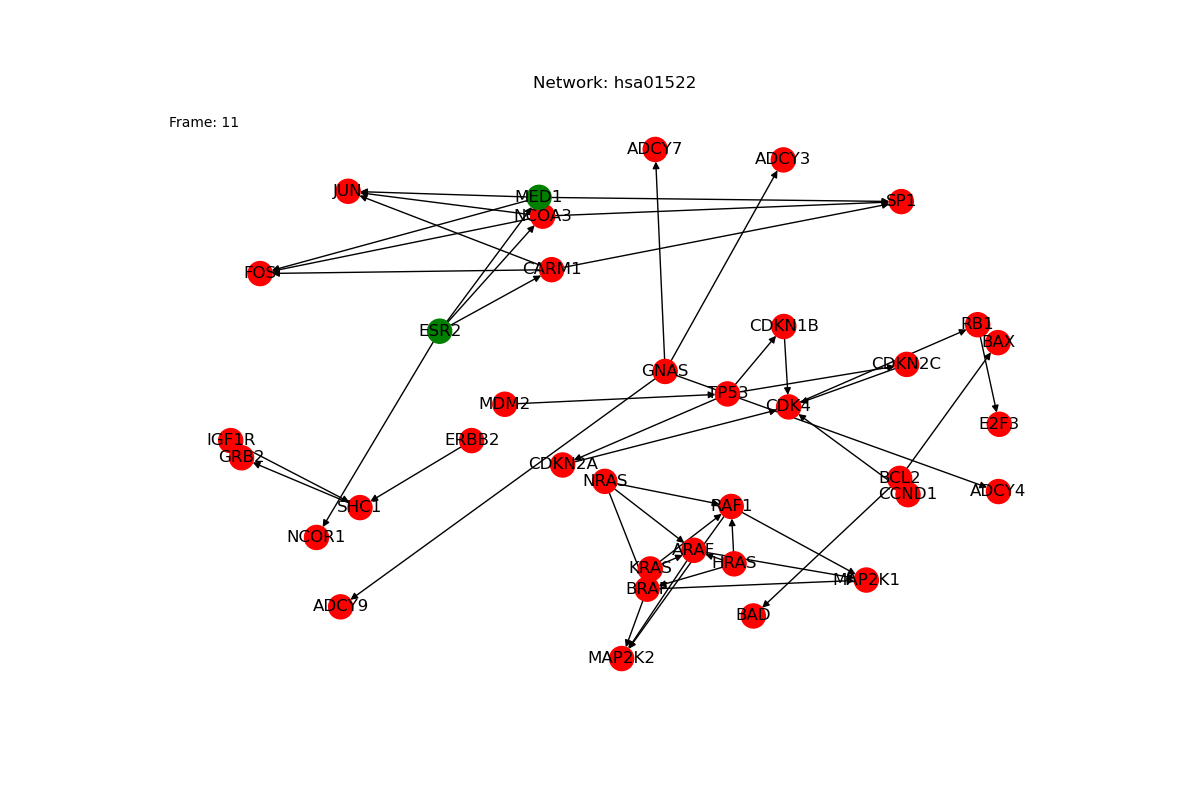 Network: hsa01522
Frame: 11
ADCY7
ADCY3
JUN
MED1
SP1
NCOA3
FOS
CARM1
ESR2
CDKN1B
RB1
BAX
CDKN2C
GNAS
TP53
MDM2
CDK4
E2F3
IGF1R
ERBB2
GRB2
CDKN2A
NRAS
BCL2
CCND1
ADCY4
SHC1
RAF1
NCOR1
ARAF
HRAS
KRAS
MAP2K1
BRAF
ADCY9
BAD
MAP2K2